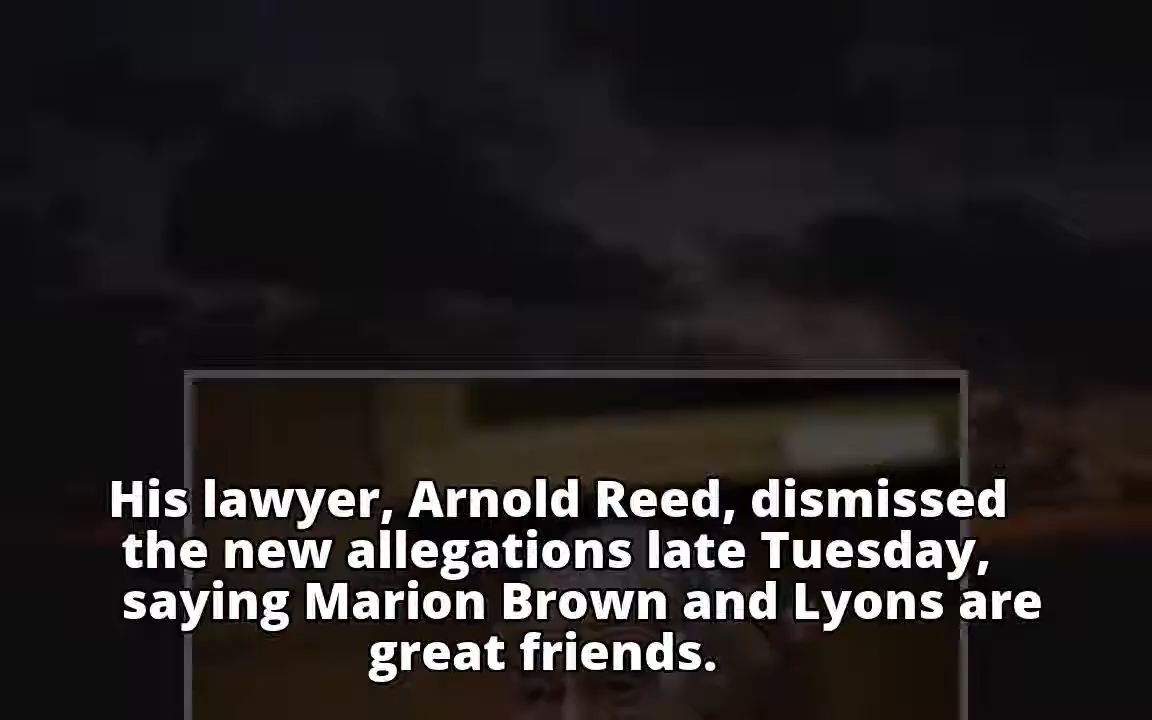 His lawyer, Arnold Reed, dismissed
the new allegations late Tuesday,
saying Marion Brown and Lyons are
great friends.